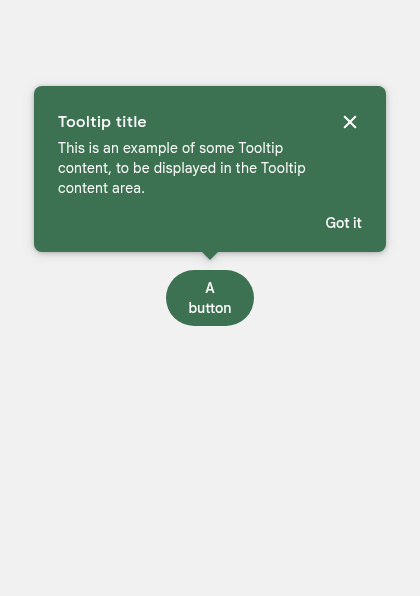 Tooltip title
This is an example of some Tooltip
content, to be displayed in the Tooltip
content area.
Got it
A
button